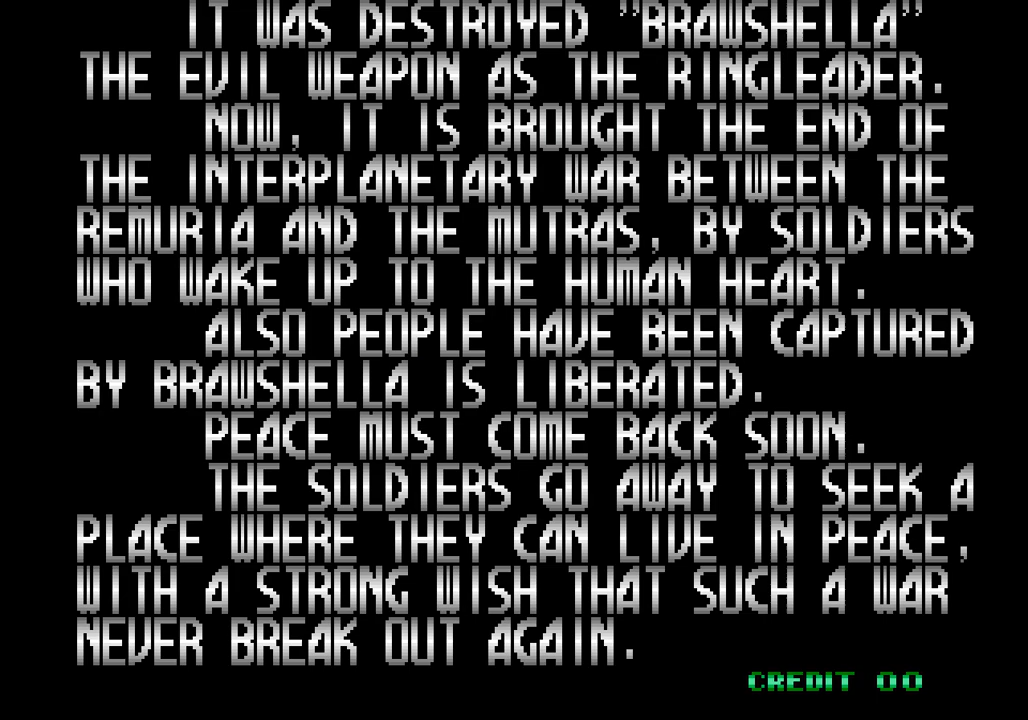 IT WAS DESTROYED "BRAWSHELLA"
THE EVIL WEAPON AS THE RINGLEADER.
NOW, IT IS BROUGHT THE END OF
THE INTERPLANETARY WAR BETWEEN THE
REMURIA AND THE MUTRAS, BY SOLDIERS
WHO WAKE UP TO THE HUMAN HEART.
ALSO PEOPLE HAVE BEEN CAPTURED
BY BRAWSHELLA IS LIBERATED.
PEACE MUST COME BACK SOON.
THE SOLDIERS GO AWAY TO SEEK A
PLACE WHERE THEY CAN LIVE IN PEACE,
WITH A STRONG WISH THAT SUCH A WAR
NEVER BREAK OUT AGAIN.
CREDIT 00